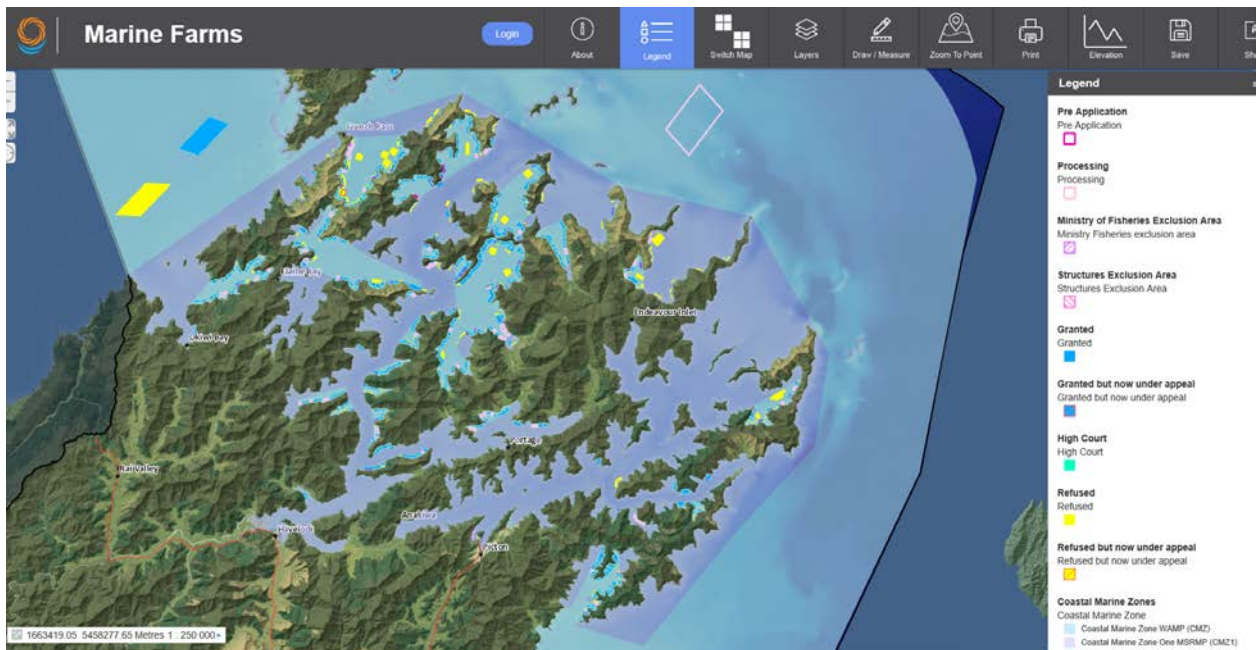 Marine Farms
Login
About
Legend
Switch Map
Layers
Draw / Measure
Zoom To Point
Print
Elevation
Save
Legend
Pre Application
Pre Application
Processing
Processing
Ministry of Fisheries Exclusion Area
Ministry Fisheries exclusion area
Structures Exclusion Area
Structures Exclusion Area
Granted
Granted
Granted but now under appeal
Granted but now under appeal
High Court
High Court
Refused
Refused
Refused but now under appeal
Refused but now under appeal
Coastal Marine Zones
Coastal Marine Zone
Coastal Marine Zone WAMP (CMZ)
Coastal Marine Zone One MSRMP (CMZ1)
French Pass
Elaine Bay
Okiwi Bay
Endeavour Inlet
Portage
Rai Valley
Anakiwa
Havelock
Picton
1663419.05 5458277.65 Metres 1 : 250 000